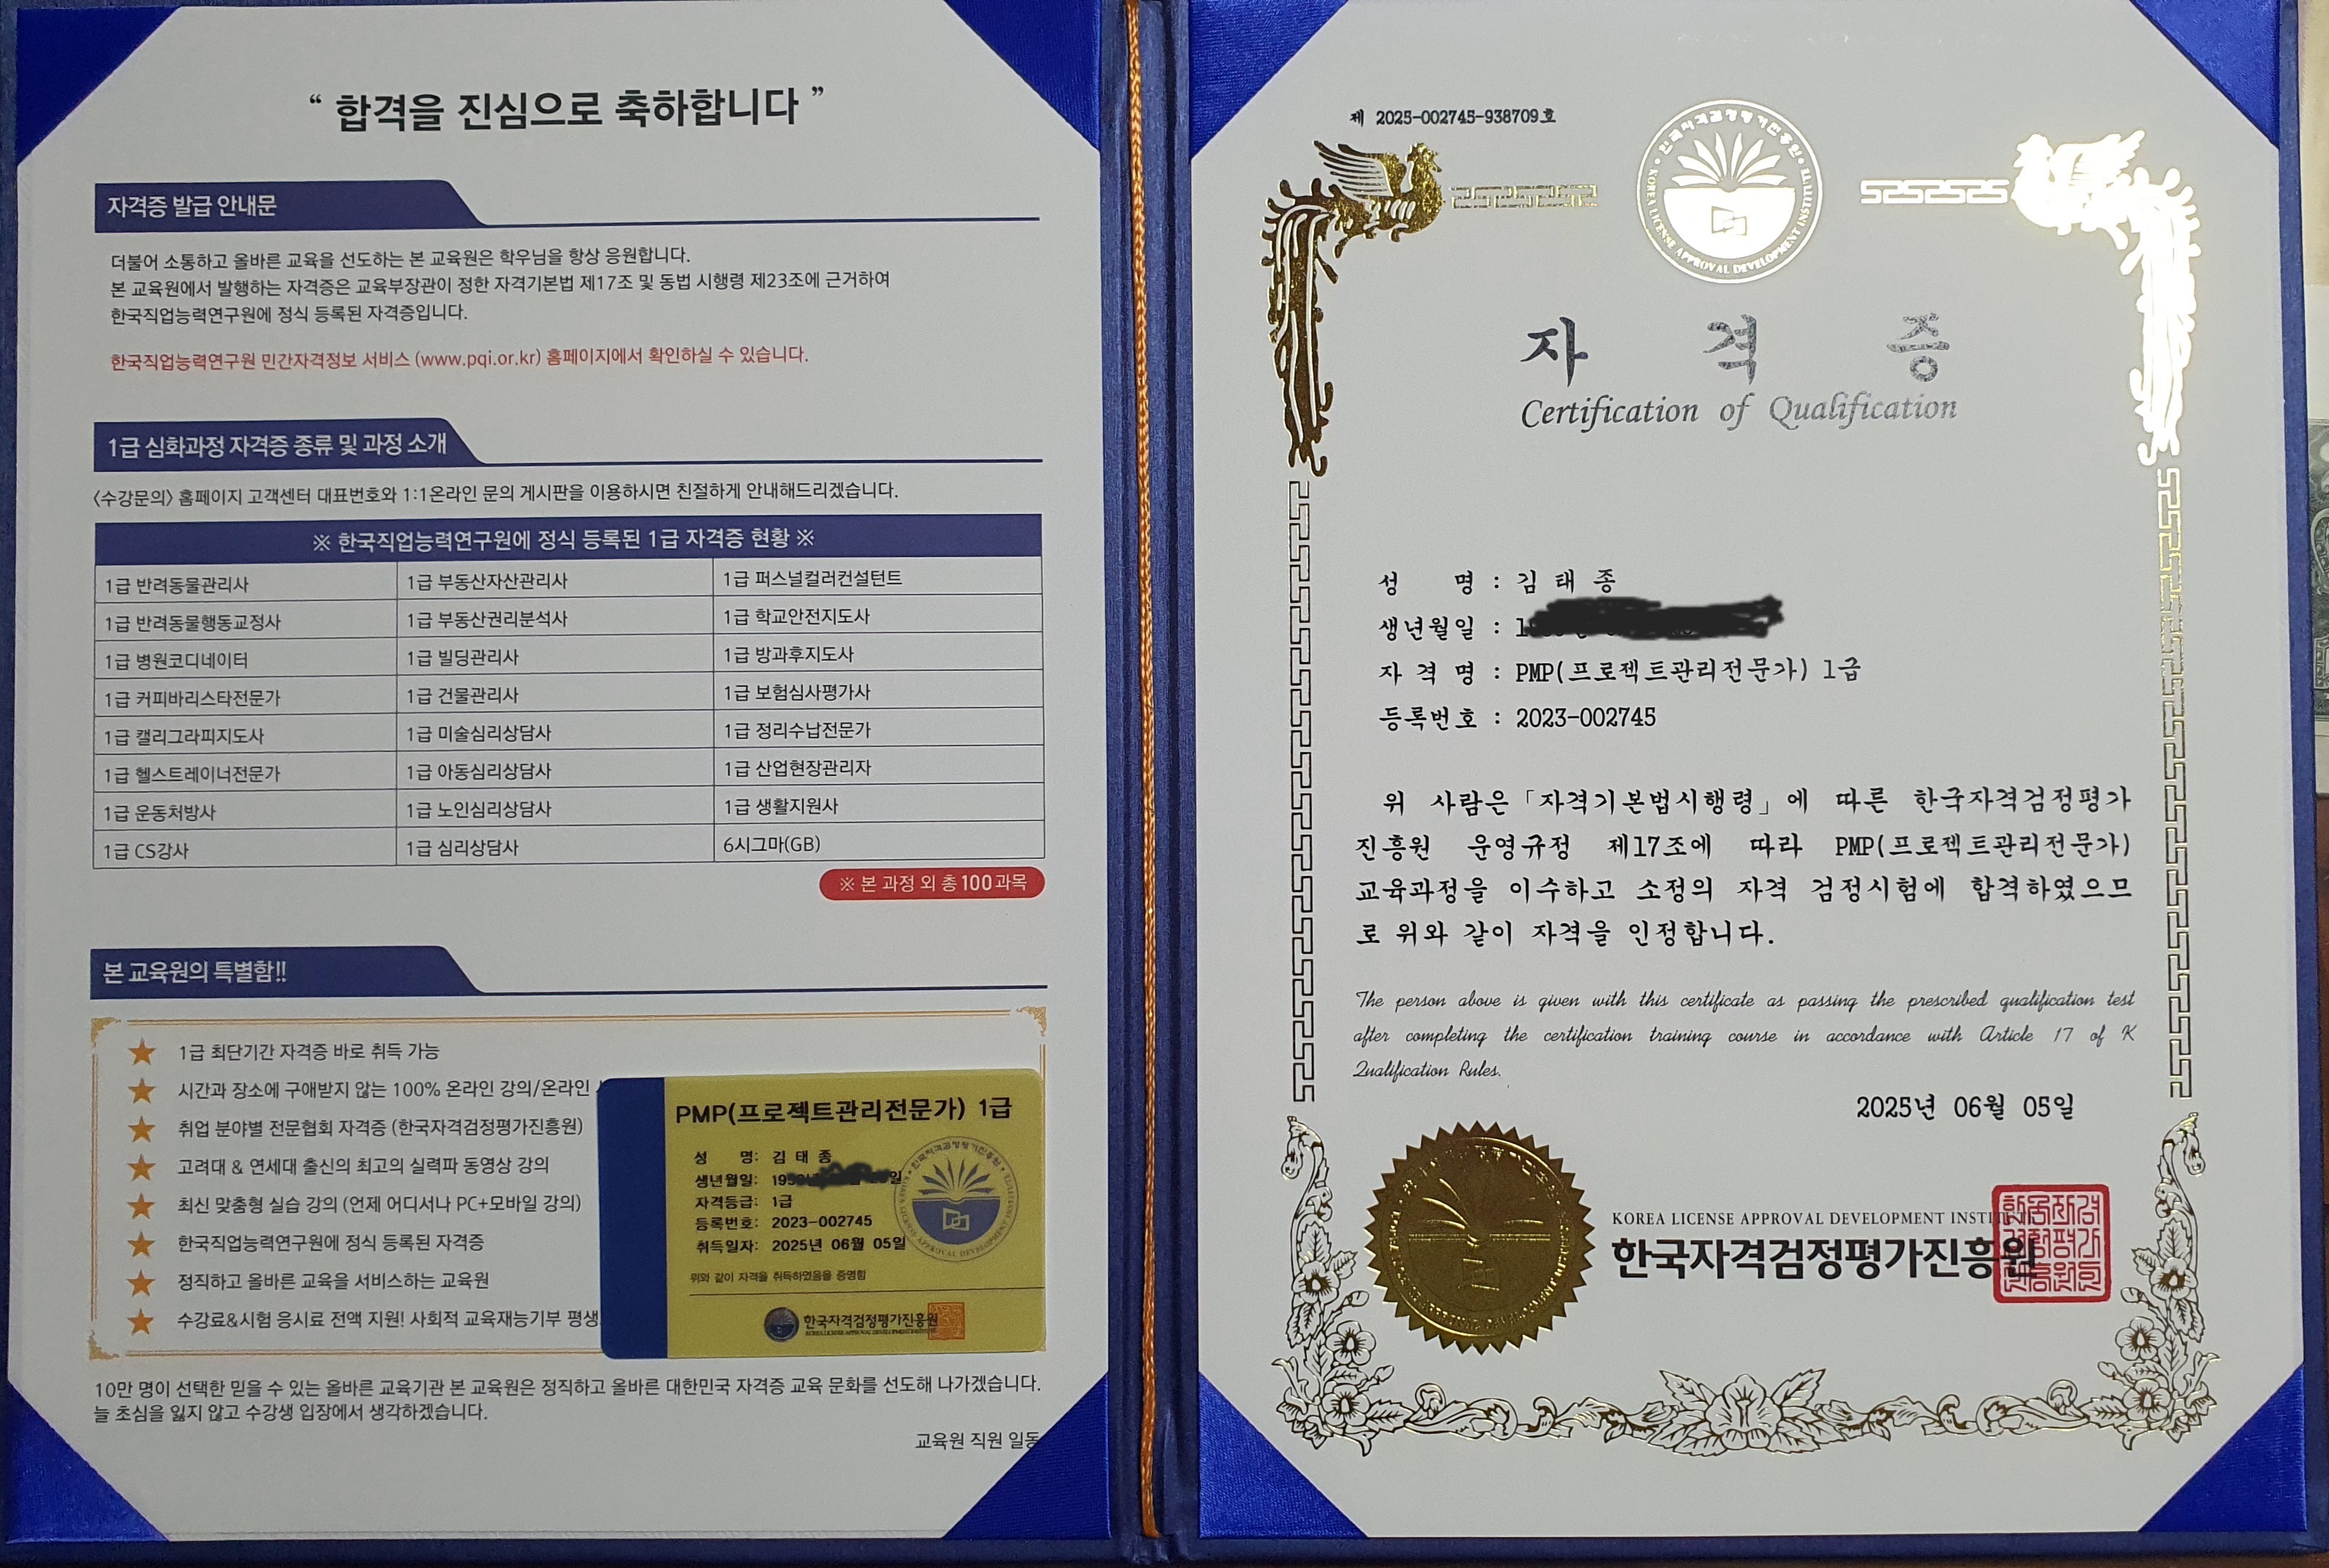 “ 합격을 진심으로 축하합니다 ”
자격증 발급 안내문
더불어 소통하고 올바른 교육을 선도하는 본 교육원은 학우님을 항상 응원합니다.
본 교육원에서 발행하는 자격증은 교육부장관이 정한 자격기본법 제17조 및 동법 시행령 제23조에 근거하여
한국직업능력연구원에 정식 등록된 자격증입니다.
한국직업능력연구원 민간자격정보 서비스 (www.pqi.or.kr) 홈페이지에서 확인하실 수 있습니다.
1급 심화과정 자격증 종류 및 과정 소개
<수강문의> 홈페이지 고객센터 대표번호와 1:1온라인 문의 게시판을 이용하시면 친절하게 안내해드리겠습니다.
※ 한국직업능력연구원에 정식 등록된 1급 자격증 현황 ※
1급 반려동물관리사 1급 부동산자산관리사 1급 퍼스널컬러컨설턴트
1급 반려동물행동교정사 1급 부동산권리분석사 1급 학교안전지도사
1급 병원코디네이터 1급 빌딩관리사 1급 방과후지도사
1급 커피바리스타전문가 1급 건물관리사 1급 보험심사평가사
1급 캘리그라피지도사 1급 미술심리상담사 1급 정리수납전문가
1급 헬스트레이너전문가 1급 아동심리상담사 1급 산업현장관리자
1급 운동처방사 1급 노인심리상담사 1급 생활지원사
1급 CS강사 1급 심리상담사 6시그마(GB)
※ 본 과정 외 총 100과목
본 교육원의 특별함!!
1급 최단기간 자격증 바로 취득 가능
시간과 장소에 구애받지 않는 100% 온라인 강의/온라인
취업 분야별 전문협회 자격증 (한국자격검정평가진흥원)
고려대 & 연세대 출신의 최고의 실력파 동영상 강의
최신 맞춤형 실습 강의 (언제 어디서나 PC+모바일 강의)
한국직업능력연구원에 정식 등록된 자격증
정직하고 올바른 교육을 서비스하는 교육원
수강료&시험 응시료 전액 지원! 사회적 교육재능기부 평생
PMP(프로젝트관리전문가) 1급
성 명: 김 태 종
생년월일: 195 일
자격등급: 1급
등록번호: 2023-002745
취득일자: 2025년 06월 05일
위와 같이 자격을 취득하였음을 증명함
한국자격검정평가진흥원
KOREA LICENSE APPROVAL DEVELOPMENT INSTITUTE
한국자격검정평가진흥원
KOREA LICENSE APPROVAL DEVELOPMENT INSTITUTE
10만 명이 선택한 믿을 수 있는 올바른 교육기관 본 교육원은 정직하고 올바른 대한민국 자격증 교육 문화를 선도해 나가겠습니다.
늘 초심을 잃지 않고 수강생 입장에서 생각하겠습니다.
교육원 직원 일동
제 2025-002745-938709호
한국자격검정평가진흥원
KOREA LICENSE APPROVAL DEVELOPMENT INSTITUTE
자 격 증
Certification of Qualification
성 명 : 김 태 종
생년월일 : 1
자 격 명 : PMP(프로젝트관리전문가) 1급
등록번호 : 2023-002745
위 사람은「자격기본법시행령」에 따른 한국자격검정평가
진흥원 운영규정 제17조에 따라 PMP(프로젝트관리전문가)
교육과정을 이수하고 소정의 자격 검정시험에 합격하였으므
로 위와 같이 자격을 인정합니다.
The person above is given with this certificate as passing the prescribed qualification test
after completing the certification training course in accordance with Article 17 of K
Qualification Rules.
2025년 06월 05일
KOREA LICENSE APPROVAL DEVELOPMENT INSTITUTE
한국자격검정평가진흥원